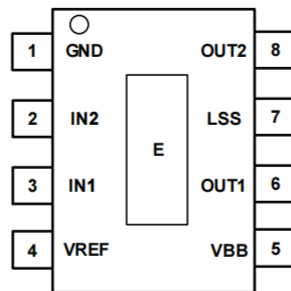 1 GND OUT2 8
2 IN2 LSS 7
E
3 IN1 OUT1 6
4 VREF VBB 5